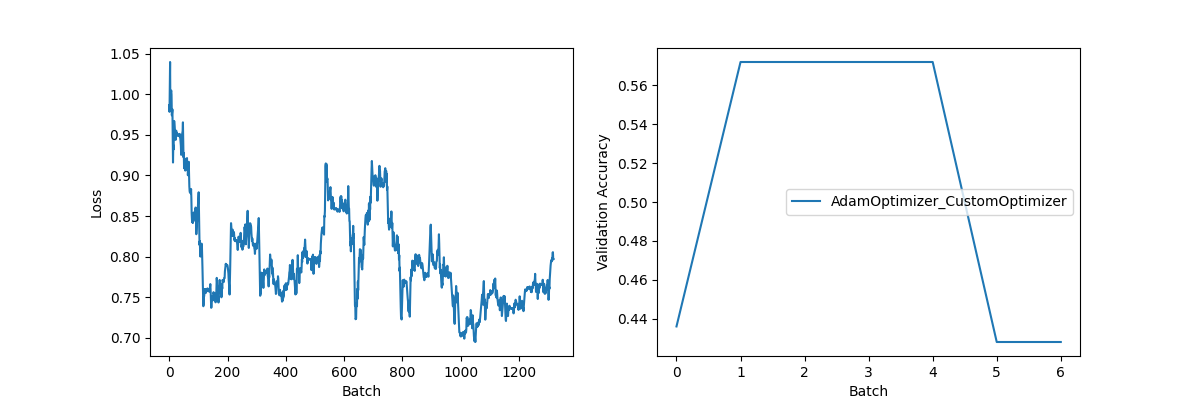 1.05
1.00
0.95
0.90
0.85
0.80
0.75
0.70
Loss
0 200 400 600 800 1000 1200
Batch
0.56
0.54
0.52
0.50
0.48
0.46
0.44
Validation Accuracy
AdamOptimizer_CustomOptimizer
0 1 2 3 4 5 6
Batch